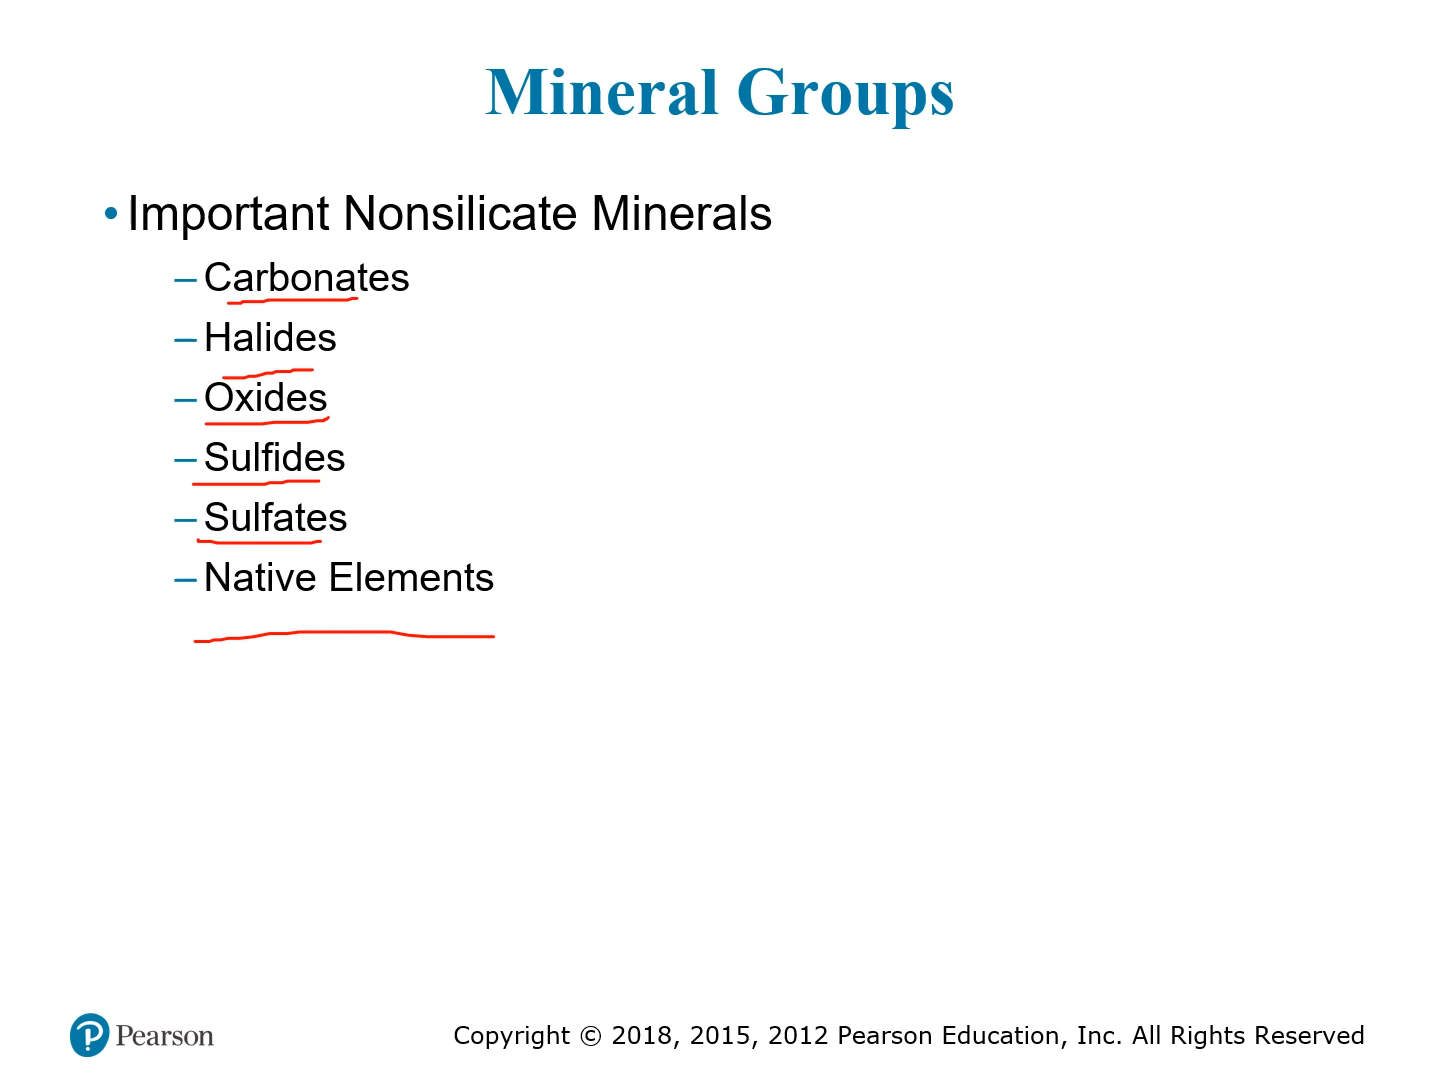 Mineral Groups
• Important Nonsilicate Minerals
– Carbonates
– Halides
– Oxides
– Sulfides
– Sulfates
– Native Elements
Pearson
Copyright © 2018, 2015, 2012 Pearson Education, Inc. All Rights Reserved